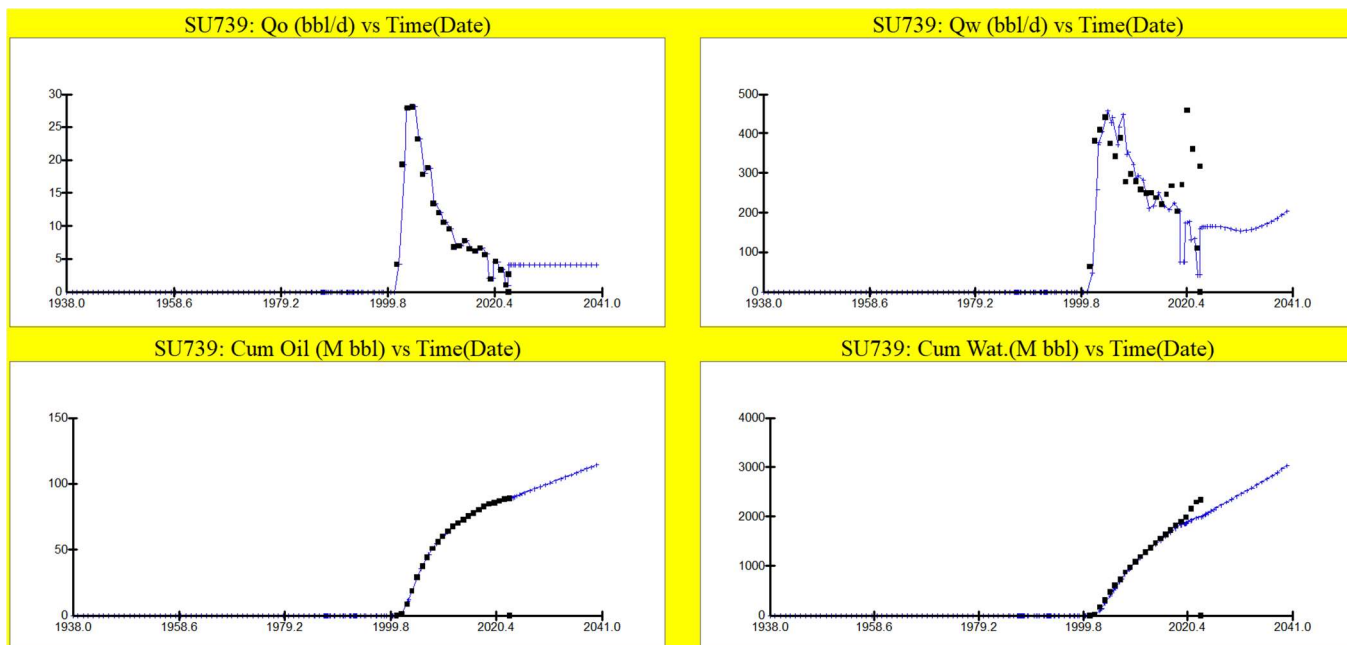 SU739: Qo (bbl/d) vs Time(Date)
30
25
20
15
10
5
0
1938.0 1958.6 1979.2 1999.8 2020.4 2041.0
SU739: Qw (bbl/d) vs Time(Date)
500
400
300
200
100
0
1938.0 1958.6 1979.2 1999.8 2020.4 2041.0
SU739: Cum Oil (M bbl) vs Time(Date)
150
100
50
0
1938.0 1958.6 1979.2 1999.8 2020.4 2041.0
SU739: Cum Wat.(M bbl) vs Time(Date)
4000
3000
2000
1000
0
1938.0 1958.6 1979.2 1999.8 2020.4 2041.0